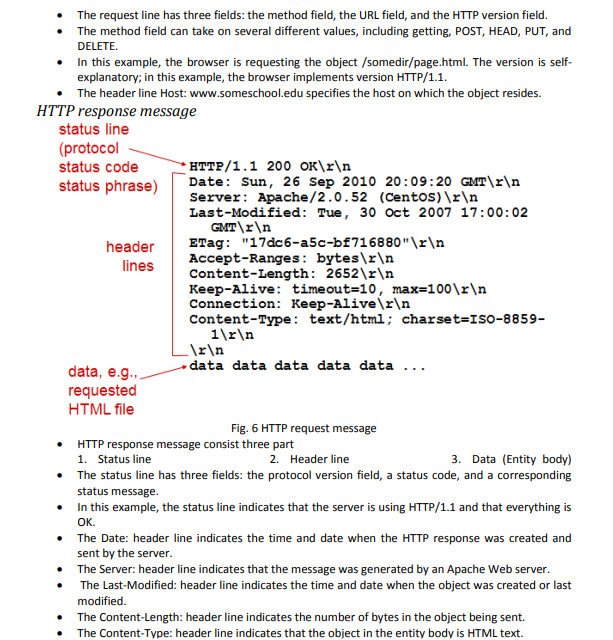 • The request line has three fields: the method field, the URL field, and the HTTP version field.
• The method field can take on several different values, including getting, POST, HEAD, PUT, and
DELETE.
• In this example, the browser is requesting the object /somedir/page.html. The version is self-
explanatory; in this example, the browser implements version HTTP/1.1.
• The header line Host: www.someschool.edu specifies the host on which the object resides.
HTTP response message
status line
(protocol
status code
status phrase)
HTTP/1.1 200 OK\r\n
Date: Sun, 26 Sep 2010 20:09:20 GMT\r\n
Server: Apache/2.0.52 (CentOS)\r\n
Last-Modified: Tue, 30 Oct 2007 17:00:02
GMT\r\n
header
lines
ETag: "17dc6-a5c-bf716880"\r\n
Accept-Ranges: bytes\r\n
Content-Length: 2652\r\n
Keep-Alive: timeout=10, max=100\r\n
Connection: Keep-Alive\r\n
Content-Type: text/html; charset=ISO-8859-
1\r\n
\r\n
data data data data data ...
data, e.g.,
requested
HTML file
Fig. 6 HTTP request message
• HTTP response message consist three part
1. Status line 2. Header line 3. Data (Entity body)
• The status line has three fields: the protocol version field, a status code, and a corresponding
status message.
• In this example, the status line indicates that the server is using HTTP/1.1 and that everything is
OK.
• The Date: header line indicates the time and date when the HTTP response was created and
sent by the server.
• The Server: header line indicates that the message was generated by an Apache Web server.
• The Last-Modified: header line indicates the time and date when the object was created or last
modified.
• The Content-Length: header line indicates the number of bytes in the object being sent.
• The Content-Type: header line indicates that the object in the entity body is HTML text.